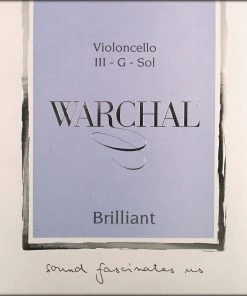 Violoncello
III - G - Sol
WARCHAL
Brilliant
sound fascinates us